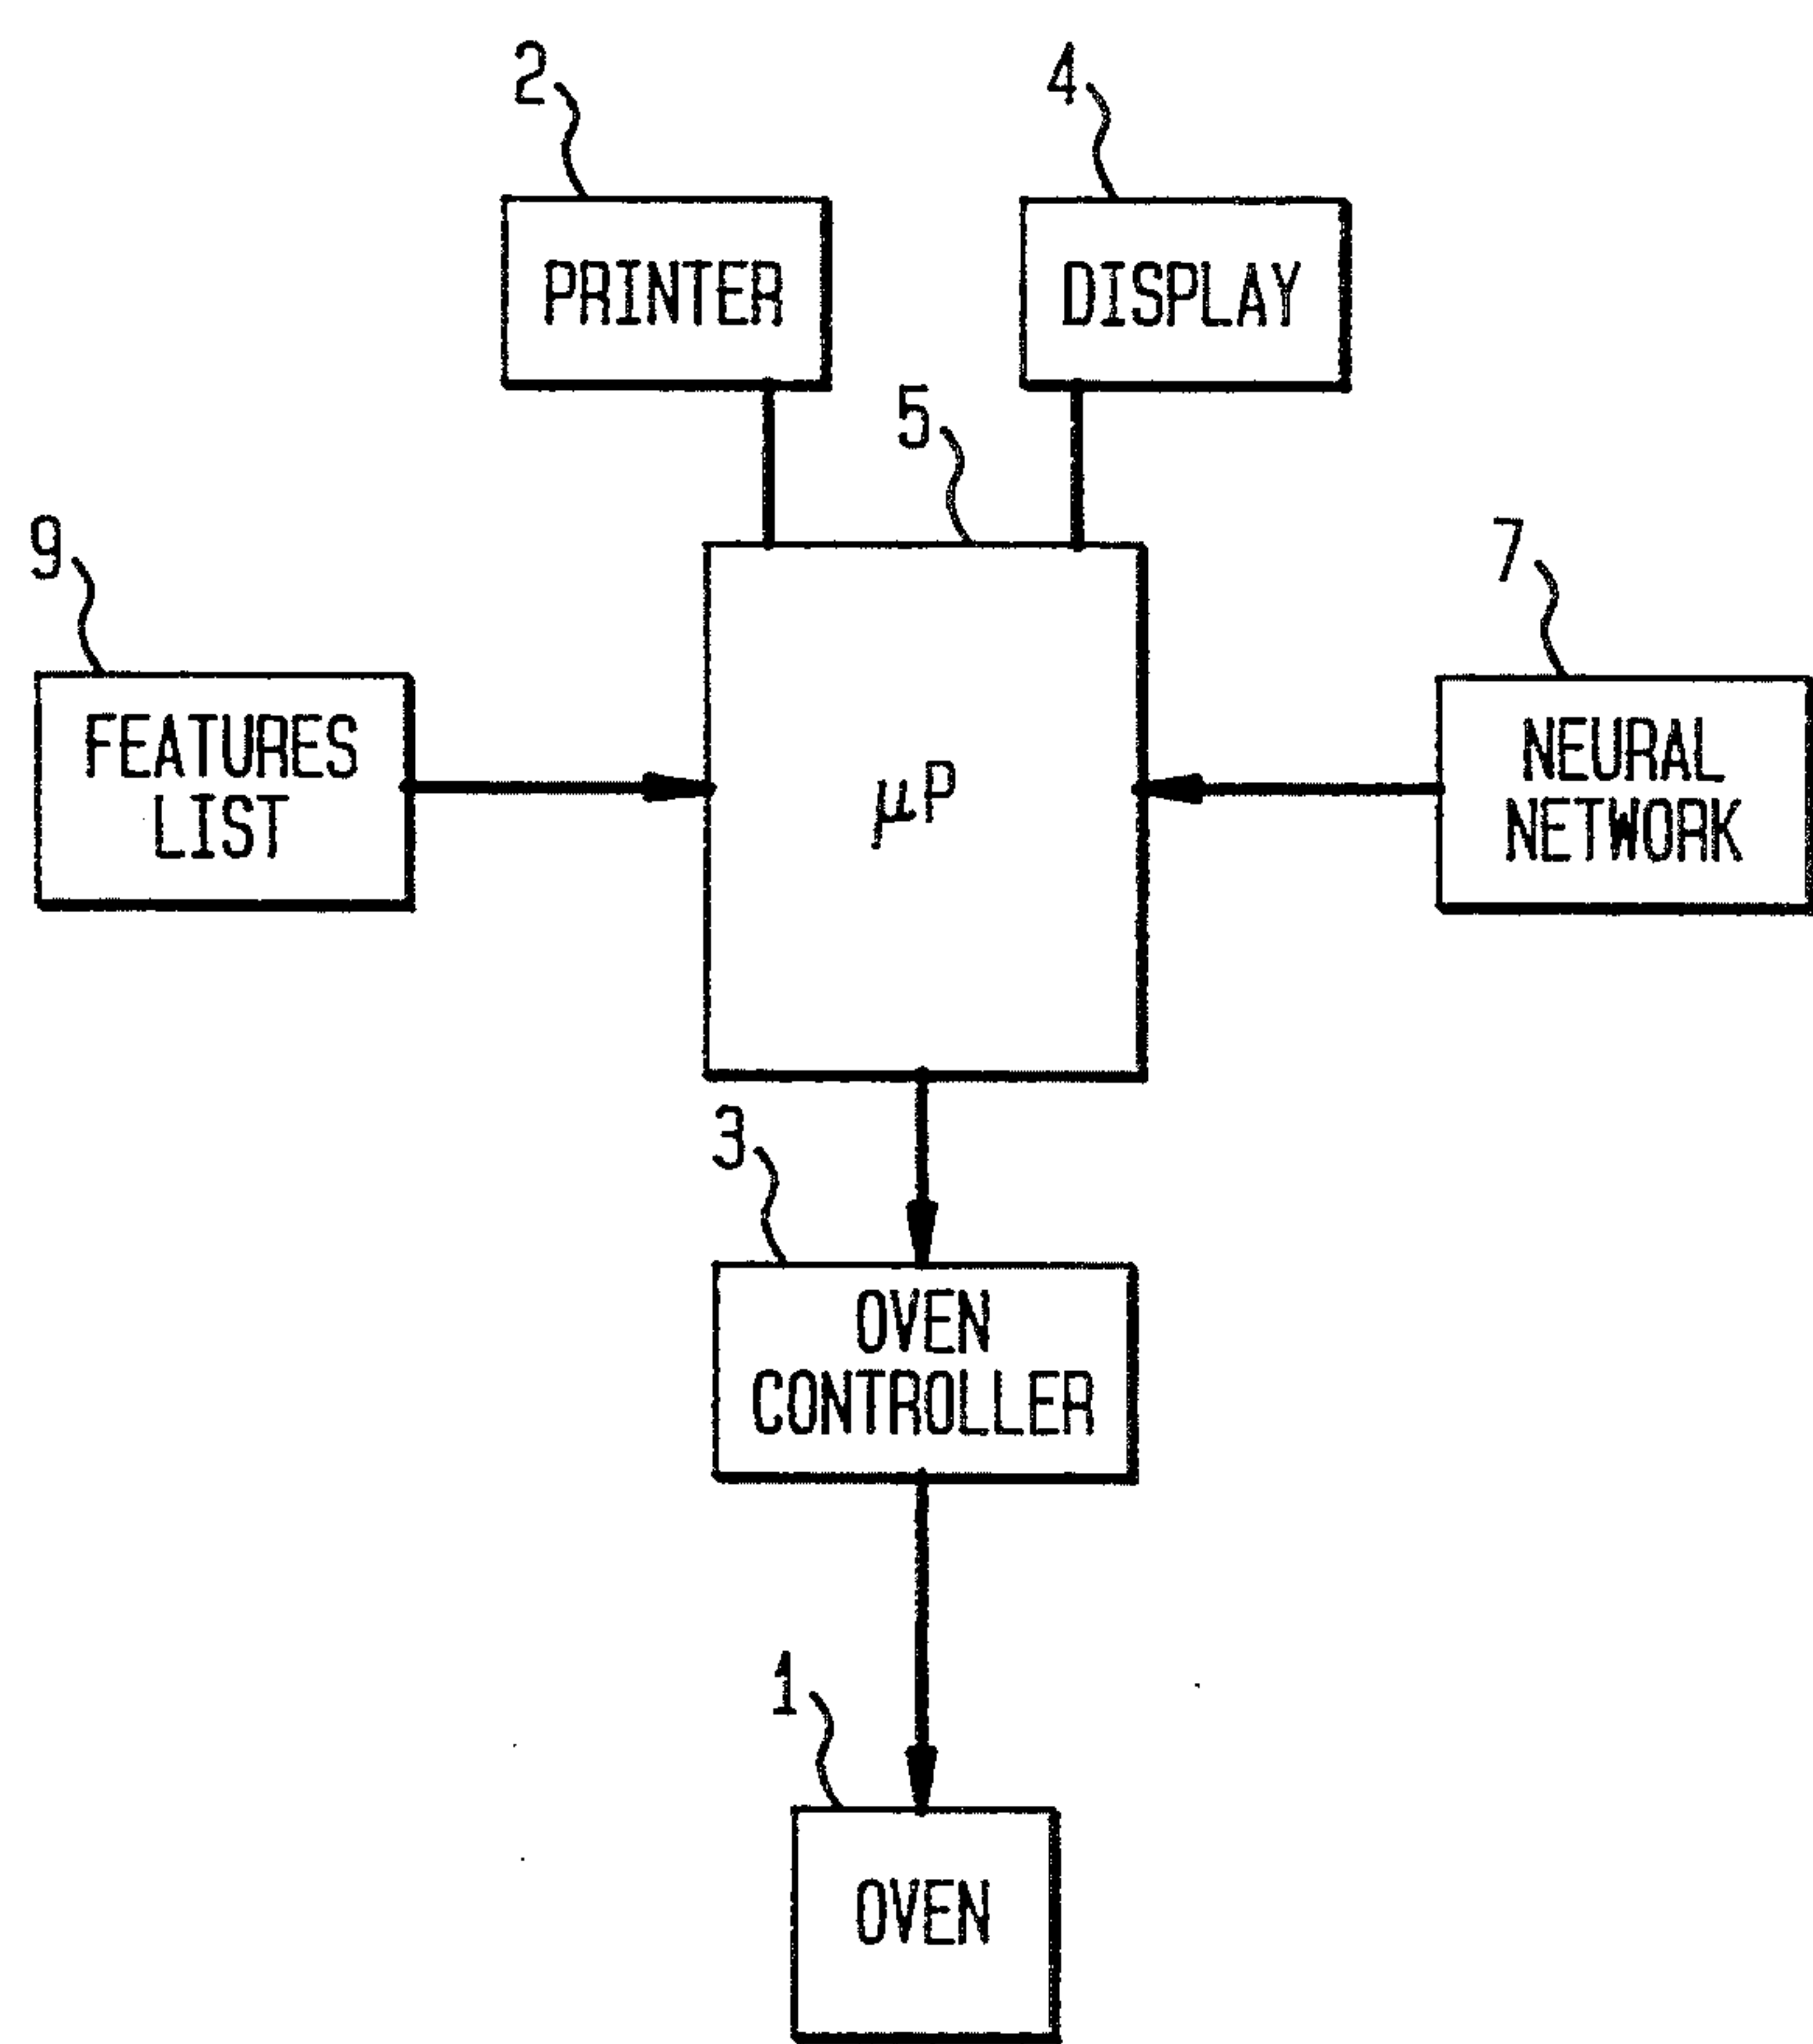 2
4
PRINTER
DISPLAY
5
9
7
FEATURES
LIST
μP
NEURAL
NETWORK
3
OVEN
CONTROLLER
1
OVEN